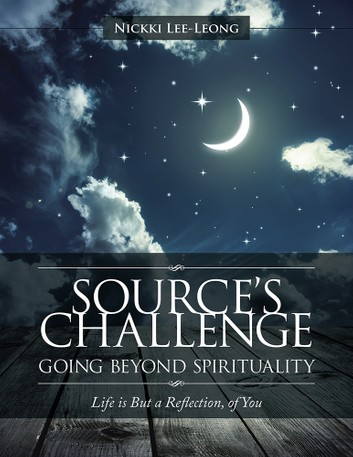 Nickki Lee-Leong
SOURCE'S
CHALLENGE
GOING BEYOND SPIRITUALITY
Life is But a Reflection, of You